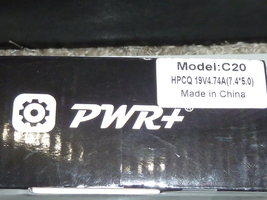 Model:C20
HPCQ 19V4.74A(7.4*5.0)
Made in China
PWR+®